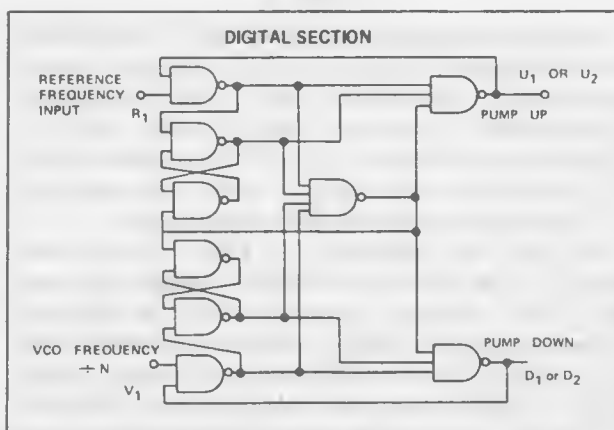 DIGITAL SECTION
REFERENCE
FREQUENCY
INPUT
R1
U1 OR U2
PUMP UP
VCO FREQUENCY
÷ N
V1
PUMP DOWN
D1 or D2